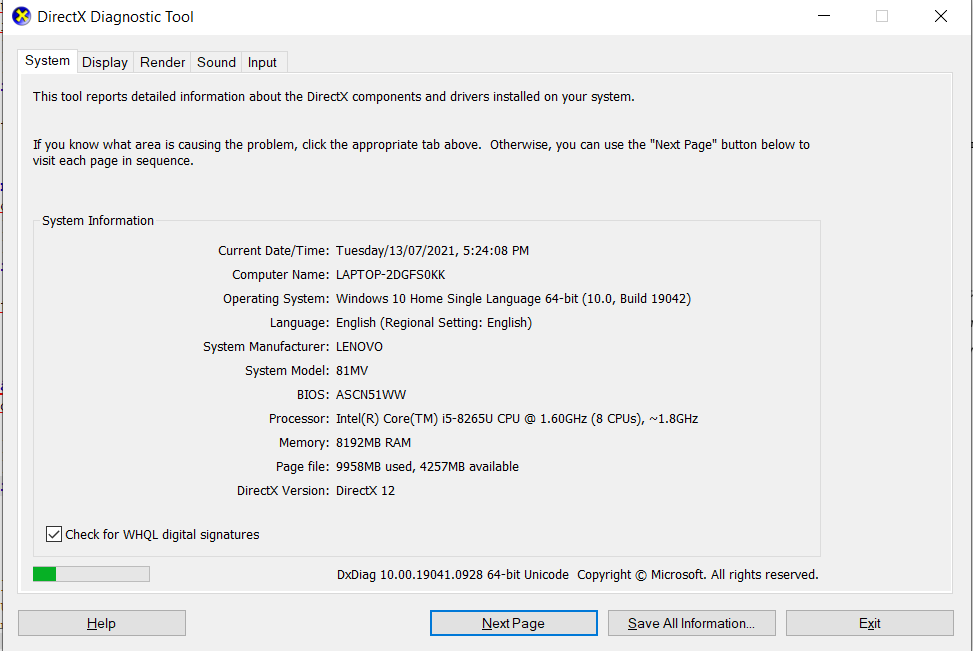 DirectX Diagnostic Tool
System Display Render Sound Input
This tool reports detailed information about the DirectX components and drivers installed on your system.
If you know what area is causing the problem, click the appropriate tab above.  Otherwise, you can use the "Next Page" button below to
visit each page in sequence.
System Information
Current Date/Time: Tuesday/13/07/2021, 5:24:08 PM
Computer Name: LAPTOP-2DGFS0KK
Operating System: Windows 10 Home Single Language 64-bit (10.0, Build 19042)
Language: English (Regional Setting: English)
System Manufacturer: LENOVO
System Model: 81MV
BIOS: ASCN51WW
Processor: Intel(R) Core(TM) i5-8265U CPU @ 1.60GHz (8 CPUs), ~1.8GHz
Memory: 8192MB RAM
Page file: 9958MB used, 4257MB available
DirectX Version: DirectX 12
Check for WHQL digital signatures
DxDiag 10.00.19041.0928 64-bit Unicode  Copyright © Microsoft. All rights reserved.
Help Next Page Save All Information... Exit